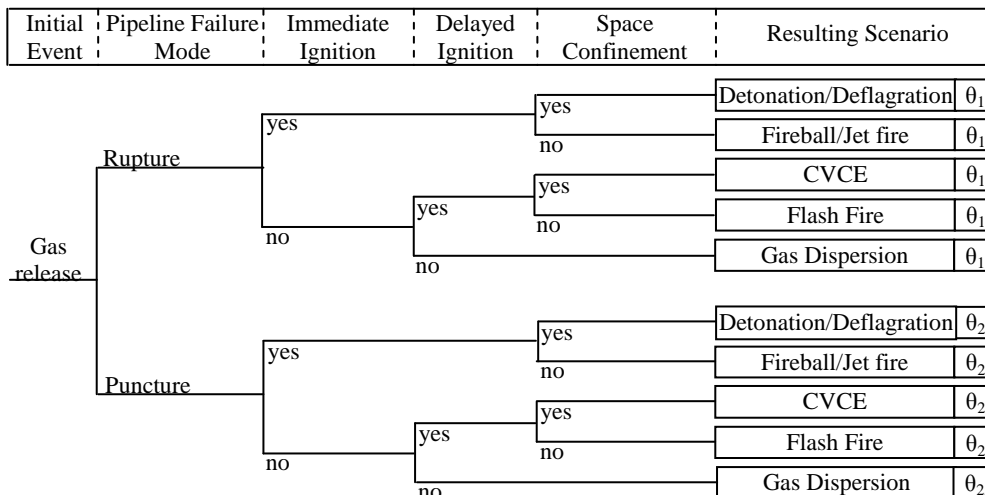 Initial Event
Pipeline Failure Mode
Immediate Ignition
Delayed Ignition
Space Confinement
Resulting Scenario
Gas release
Rupture
yes
yes
Detonation/Deflagration θ1
no
Fireball/Jet fire θ1
no
yes
yes
CVCE θ1
no
Flash Fire θ1
no
Gas Dispersion θ1
Puncture
yes
yes
Detonation/Deflagration θ2
no
Fireball/Jet fire θ2
no
yes
yes
CVCE θ2
no
Flash Fire θ2
no
Gas Dispersion θ2